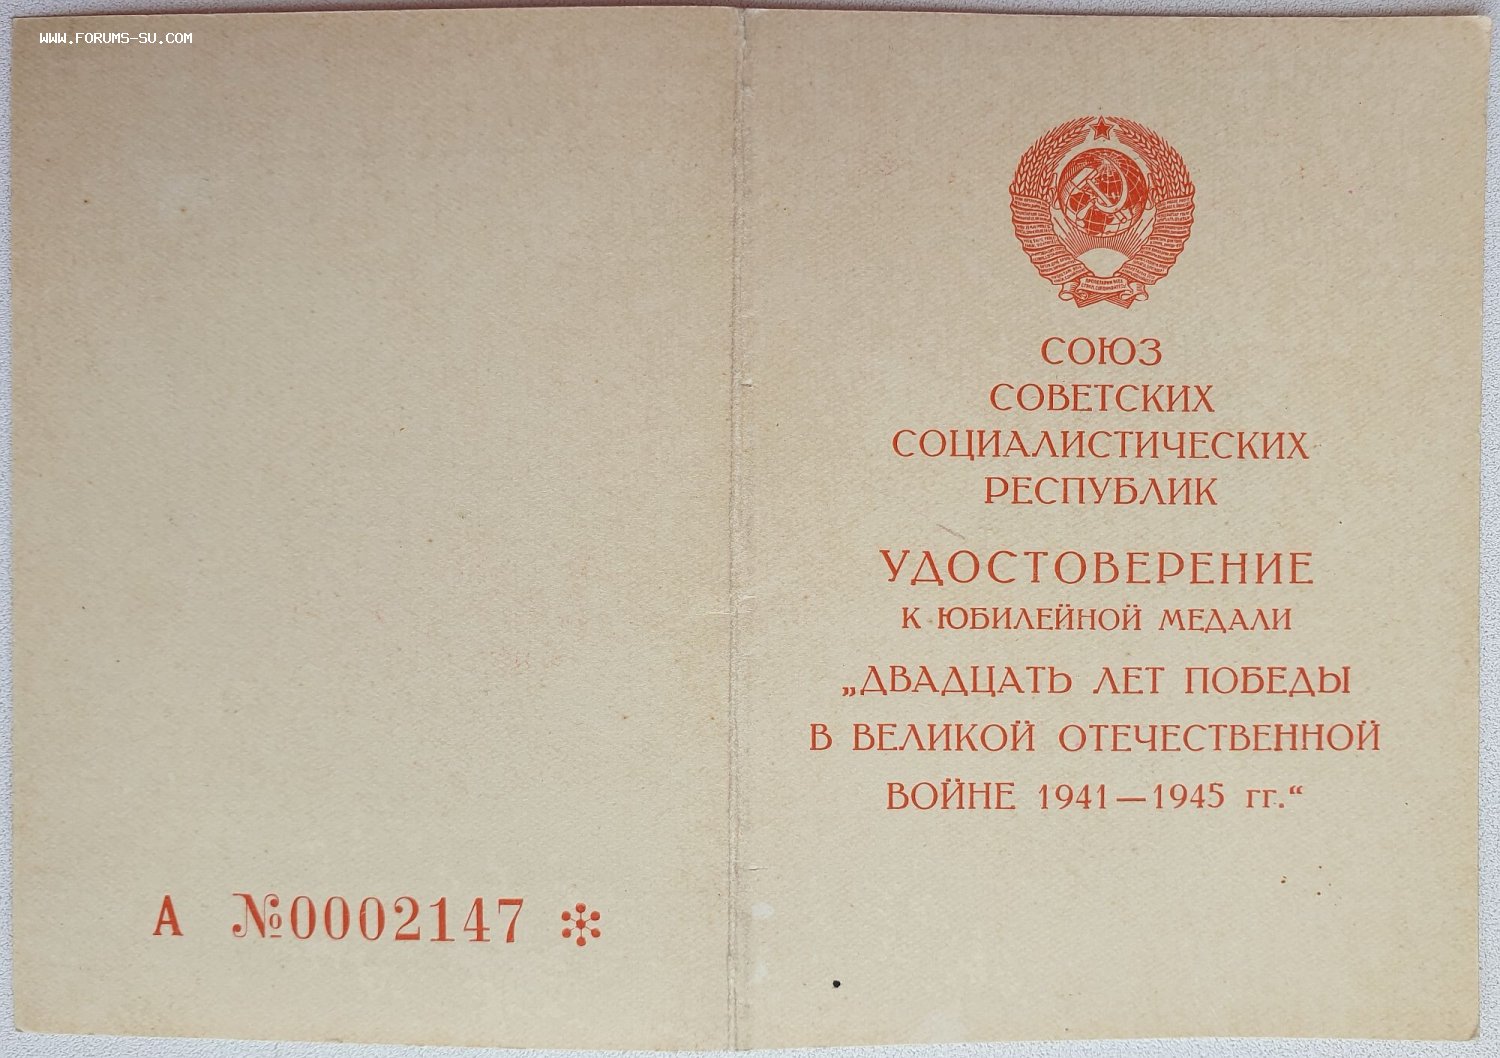 WWW.FORUMS-SU.COM
А №0002147
СОЮЗ
СОВЕТСКИХ
СОЦИАЛИСТИЧЕСКИХ
РЕСПУБЛИК
УДОСТОВЕРЕНИЕ
К ЮБИЛЕЙНОЙ МЕДАЛИ
„ДВАДЦАТЬ ЛЕТ ПОБЕДЫ
В ВЕЛИКОЙ ОТЕЧЕСТВЕННОЙ
ВОЙНЕ 1941—1945 гг.“